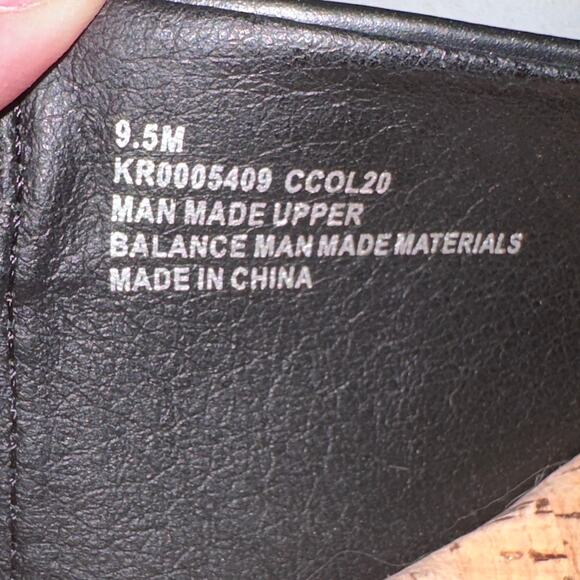 9.5M
KR0005409 CCOL20
MAN MADE UPPER
BALANCE MAN MADE MATERIALS
MADE IN CHINA